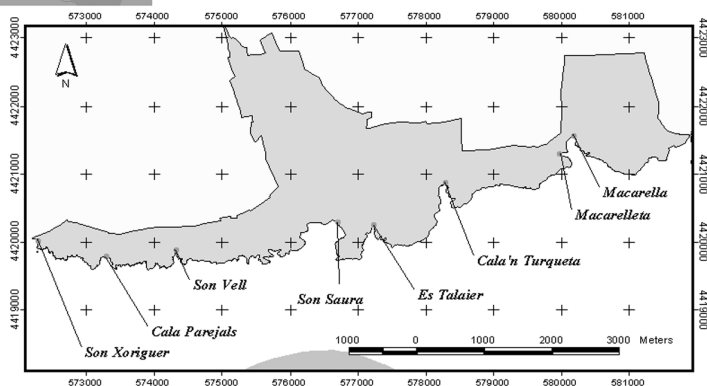 573000 574000 575000 576000 577000 578000 579000 580000 581000
4423000 4423000
N
4422000 4422000
4421000 4421000
Macarella
Macarelleta
4420000 4420000
Cala'n Turqueta
Son Vell
Son Saura
Es Talaier
4419000 4419000
Cala Parejals
Son Xoriguer
1000 0 1000 2000 3000 Meters
573000 574000 575000 576000 577000 578000 579000 580000 581000